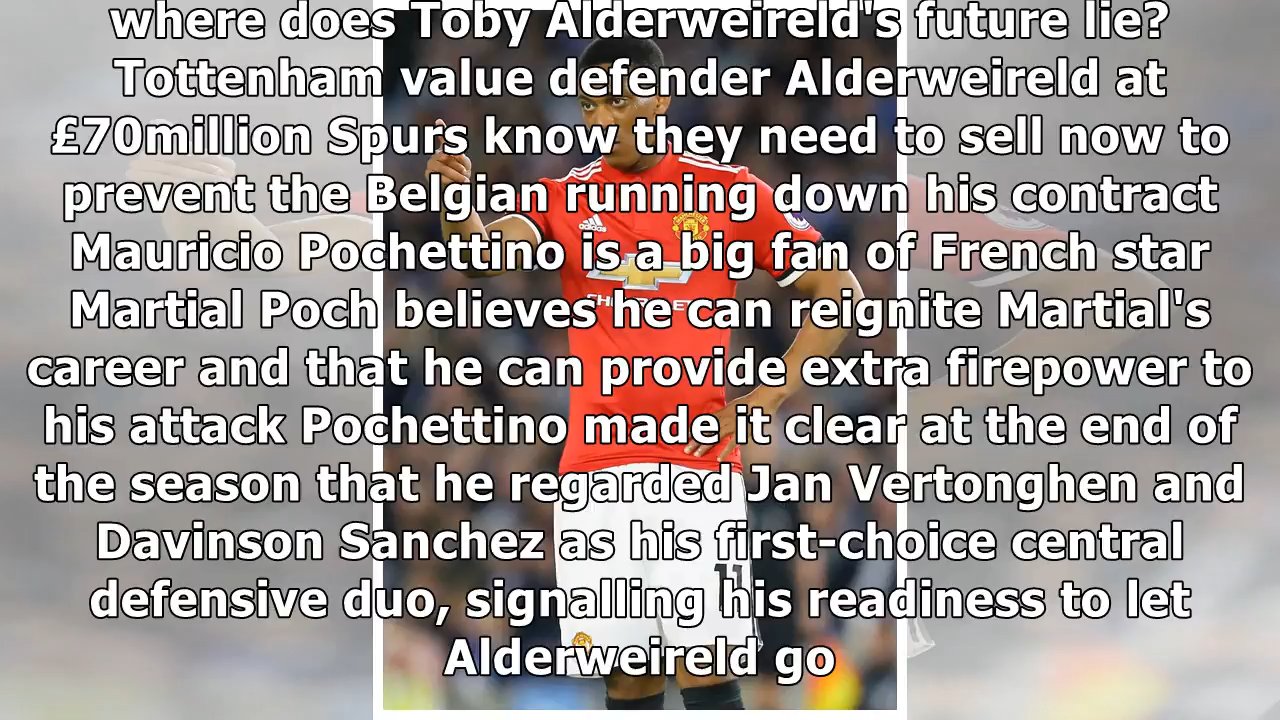 where does Toby Alderweireld's future lie?
Tottenham value defender Alderweireld at
£70million Spurs know they need to sell now to
prevent the Belgian running down his contract
Mauricio Pochettino is a big fan of French star
Martial Poch believes he can reignite Martial's
career and that he can provide extra firepower to
his attack Pochettino made it clear at the end of
the season that he regarded Jan Vertonghen and
Davinson Sanchez as his first-choice central
defensive duo, signalling his readiness to let
Alderweireld go
adidas
CHEVROLET
11